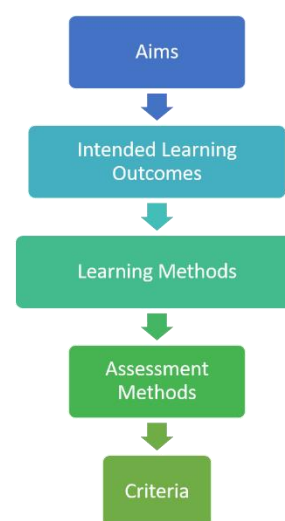 Aims
Intended Learning
Outcomes
Learning Methods
Assessment
Methods
Criteria